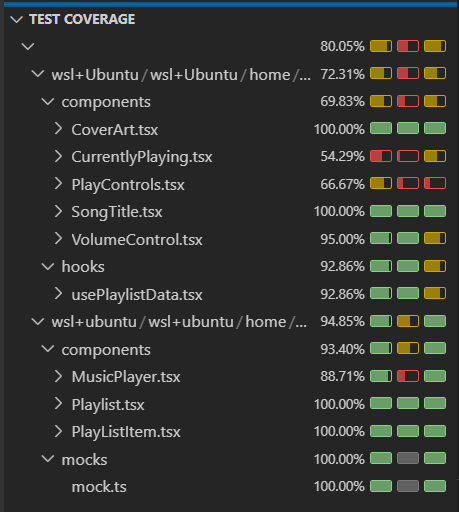 TEST COVERAGE
80.05%
wsl+Ubuntu/wsl+Ubuntu/home/... 72.31%
components 69.83%
CoverArt.tsx 100.00%
CurrentlyPlaying.tsx 54.29%
PlayControls.tsx 66.67%
SongTitle.tsx 100.00%
VolumeControl.tsx 95.00%
hooks 92.86%
usePlaylistData.tsx 92.86%
wsl+ubuntu/wsl+ubuntu/home/... 94.85%
components 93.40%
MusicPlayer.tsx 88.71%
Playlist.tsx 100.00%
PlayListItem.tsx 100.00%
mocks 100.00%
mock.ts 100.00%